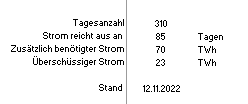 Tagesanzahl 310
Strom reicht aus an 85 Tagen
Zusätzlich benötigter Strom 70 TWh
Überschüssiger Strom 23 TWh
Stand 12.11.2022